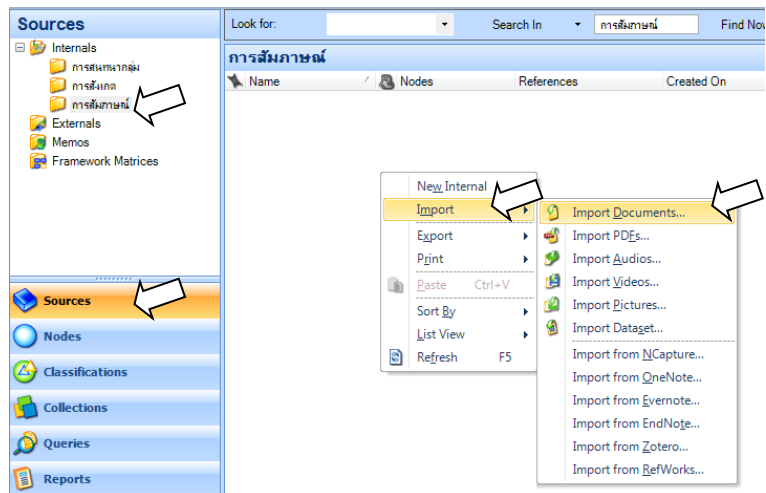 Sources
Internals
การสนทนากลุ่ม
การสังเกต
การสัมภาษณ์
Externals
Memos
Framework Matrices
Sources
Nodes
Classifications
Collections
Queries
Reports
Look for: Search In การสัมภาษณ์ Find Now
การสัมภาษณ์
Name Nodes References Created On
New Internal
Import
Export
Print
Paste Ctrl+V
Sort By
List View
Refresh F5
Import Documents...
Import PDFs...
Import Audios...
Import Videos...
Import Pictures...
Import Dataset...
Import from NCapture...
Import from OneNote...
Import from Evernote...
Import from EndNote...
Import from Zotero...
Import from RefWorks...